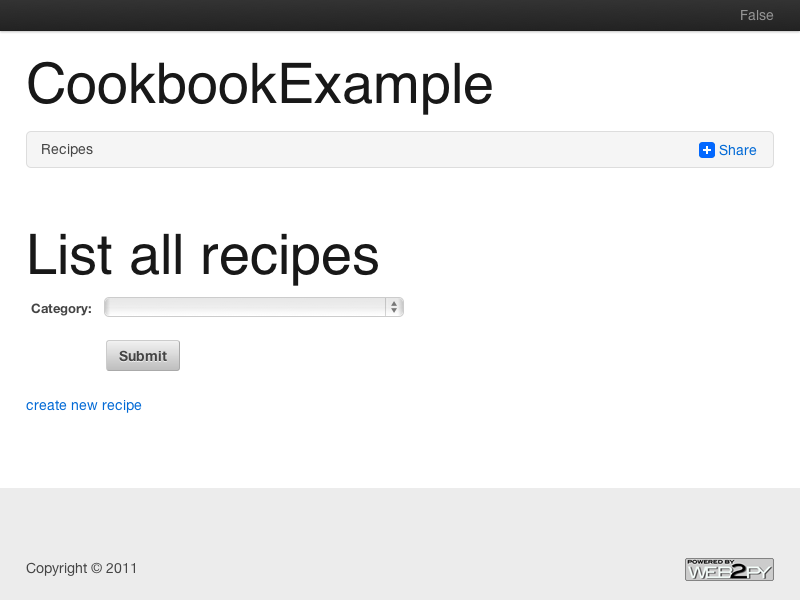 False
CookbookExample
Recipes
Share
List all recipes
Category:
Submit
create new recipe
Copyright © 2011
POWERED BY
WEB2PY